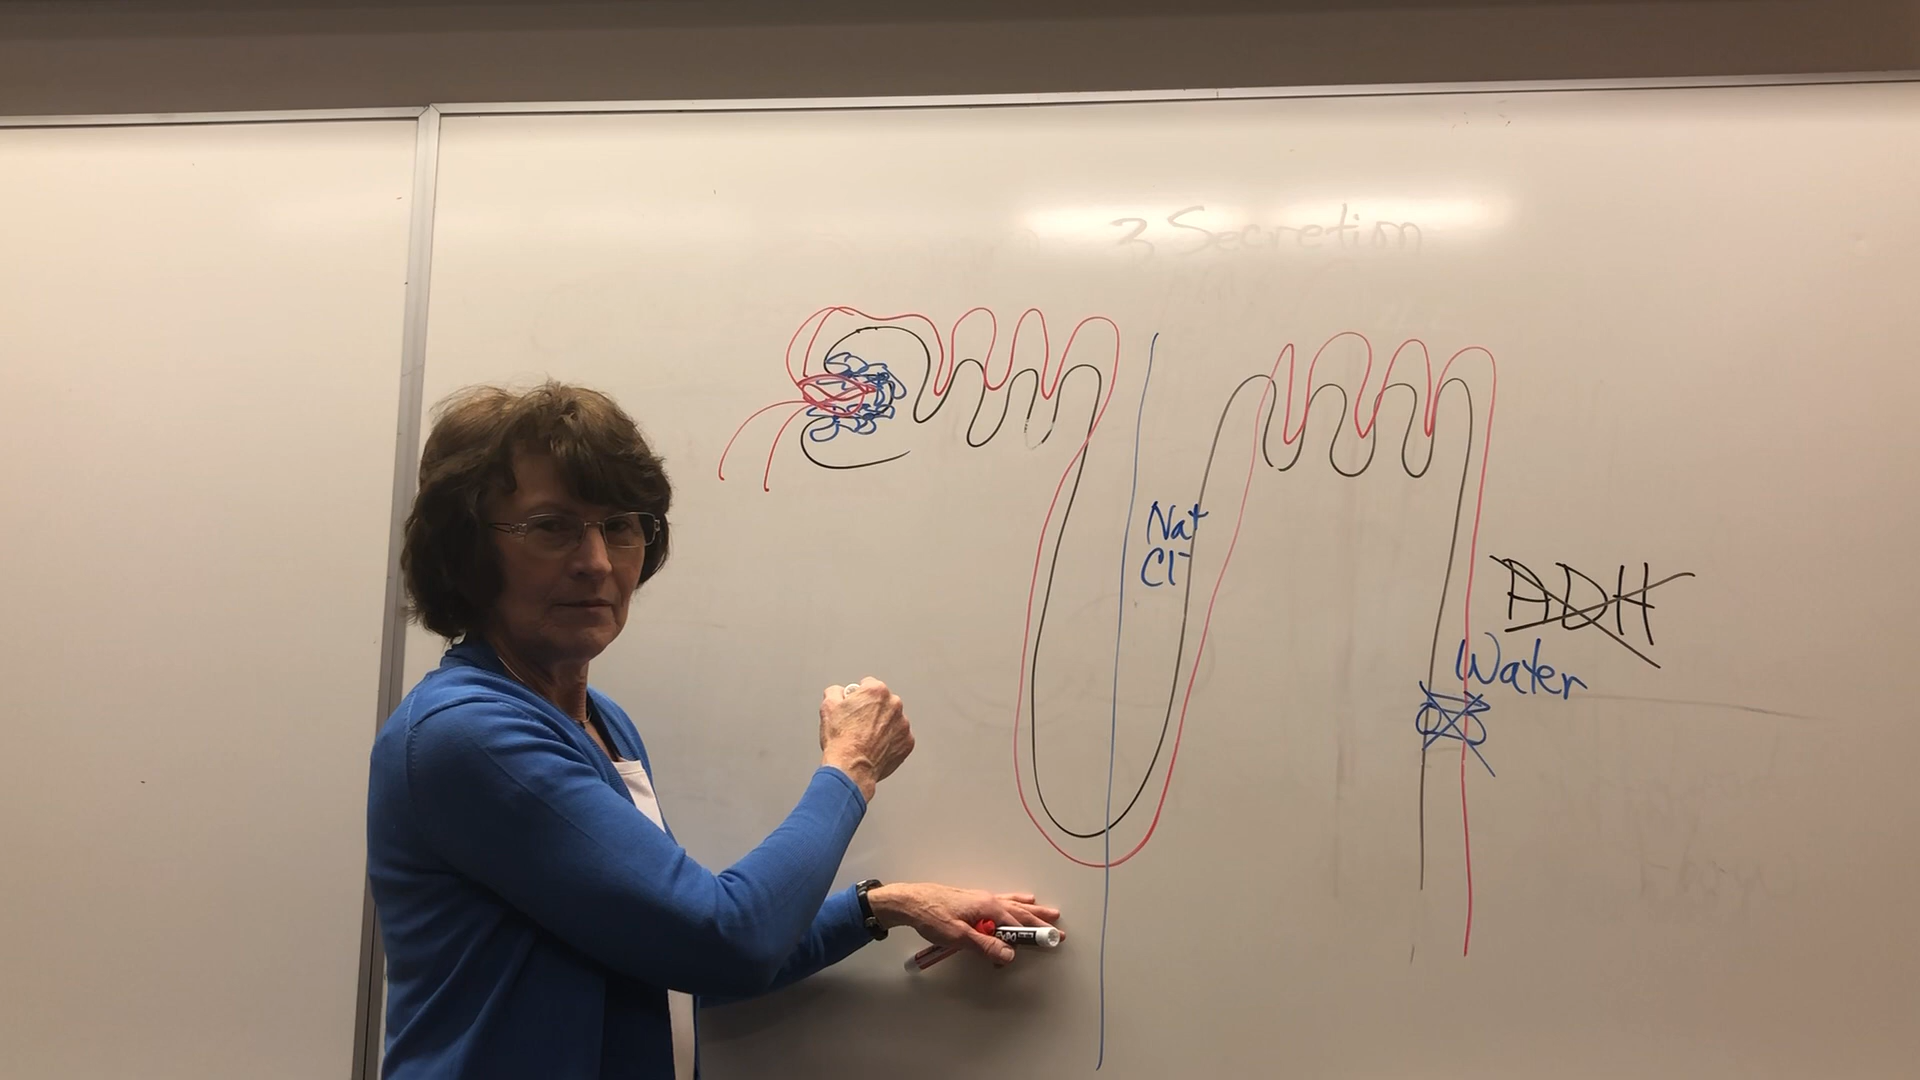 3 Secretion
Na+
Cl-
ADH
Water